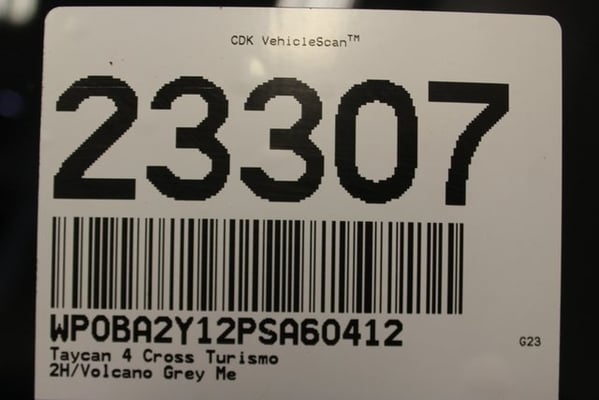 CDK VehicleScan™
23307
WP0BA2Y12PSA60412
G23
Taycan 4 Cross Turismo
2H/Volcano Grey Me